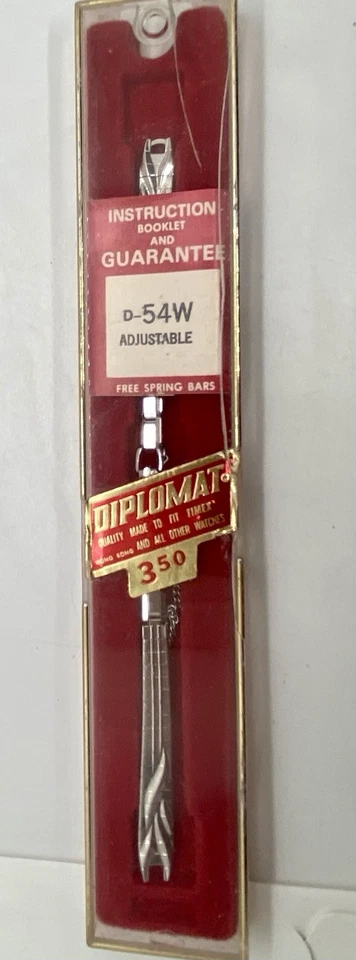 INSTRUCTION
BOOKLET
AND
GUARANTEE
D-54W
ADJUSTABLE
FREE SPRING BARS
DIPLOMAT
QUALITY MADE TO FIT TIMEX
HONG KONG AND ALL OTHER WATCHES
350